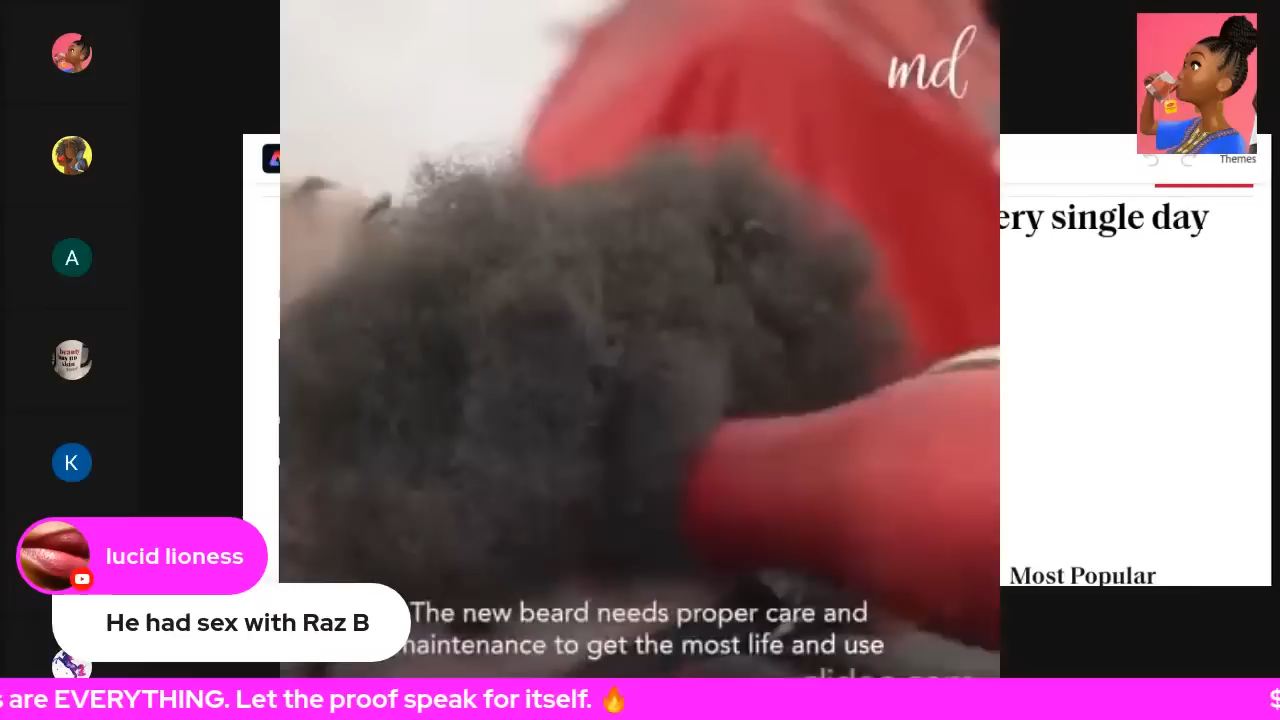 md
Themes
ery single day
A
K
lucid lioness
He had sex with Raz B
The new beard needs proper care and
naintenance to get the most life and use
Most Popular
s are EVERYTHING. Let the proof speak for itself. 🔥
$